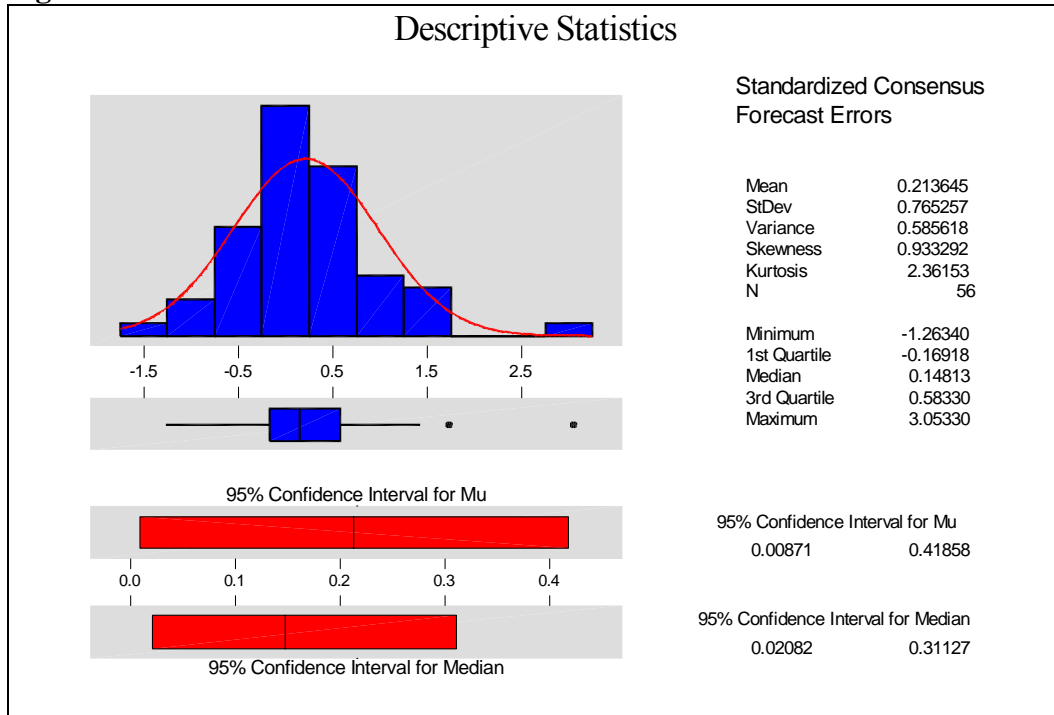 Descriptive Statistics
Standardized Consensus
Forecast Errors
Mean 0.213645
StDev 0.765257
Variance 0.585618
Skewness 0.933292
Kurtosis 2.36153
N 56
Minimum -1.26340
1st Quartile -0.16918
Median 0.14813
3rd Quartile 0.58330
Maximum 3.05330
-1.5 -0.5 0.5 1.5 2.5
95% Confidence Interval for Mu
0.0 0.1 0.2 0.3 0.4
95% Confidence Interval for Median
95% Confidence Interval for Mu
0.00871 0.41858
95% Confidence Interval for Median
0.02082 0.31127